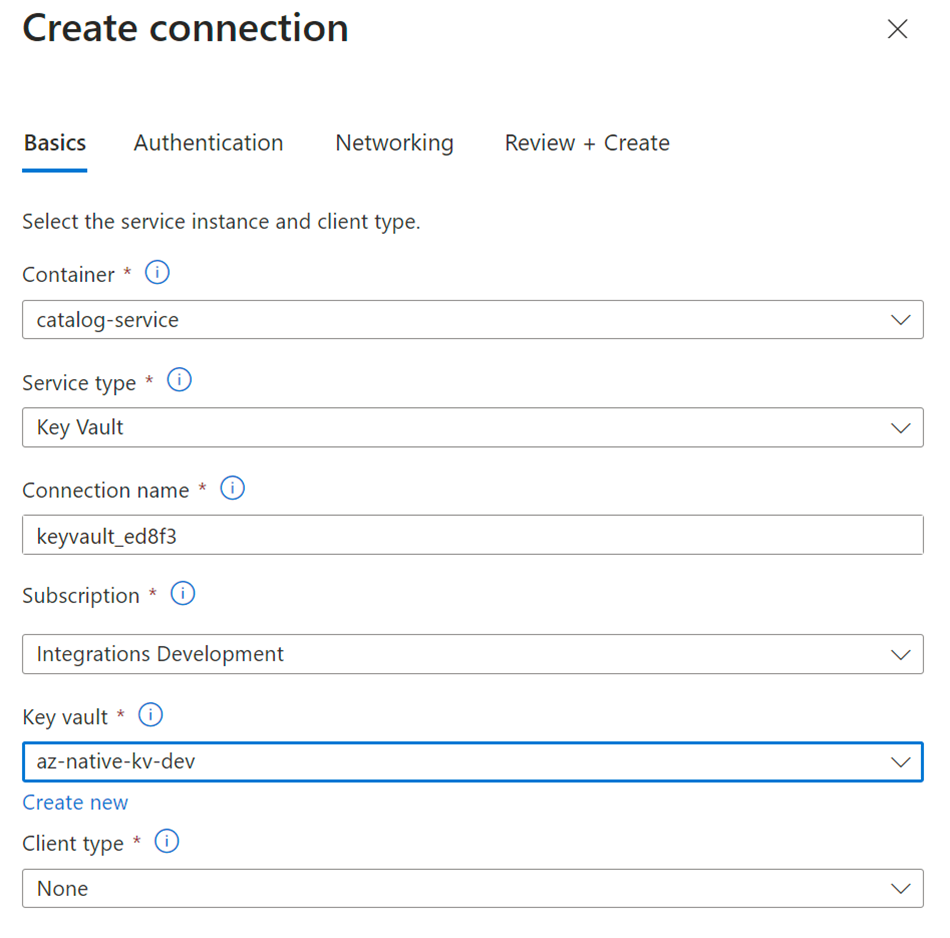 Create connection
Basics Authentication Networking Review + Create
Select the service instance and client type.
Container *
catalog-service
Service type *
Key Vault
Connection name *
keyvault_ed8f3
Subscription *
Integrations Development
Key vault *
az-native-kv-dev
Create new
Client type *
None